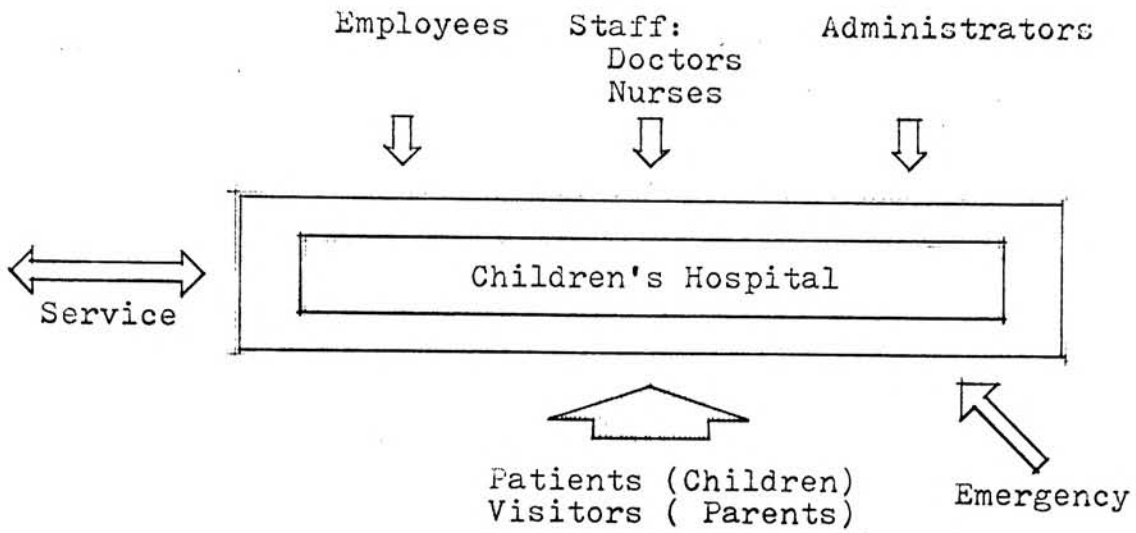 Employees
Staff:
Doctors
Nurses
Administrators
Service
Children's Hospital
Patients (Children)
Visitors ( Parents)
Emergency